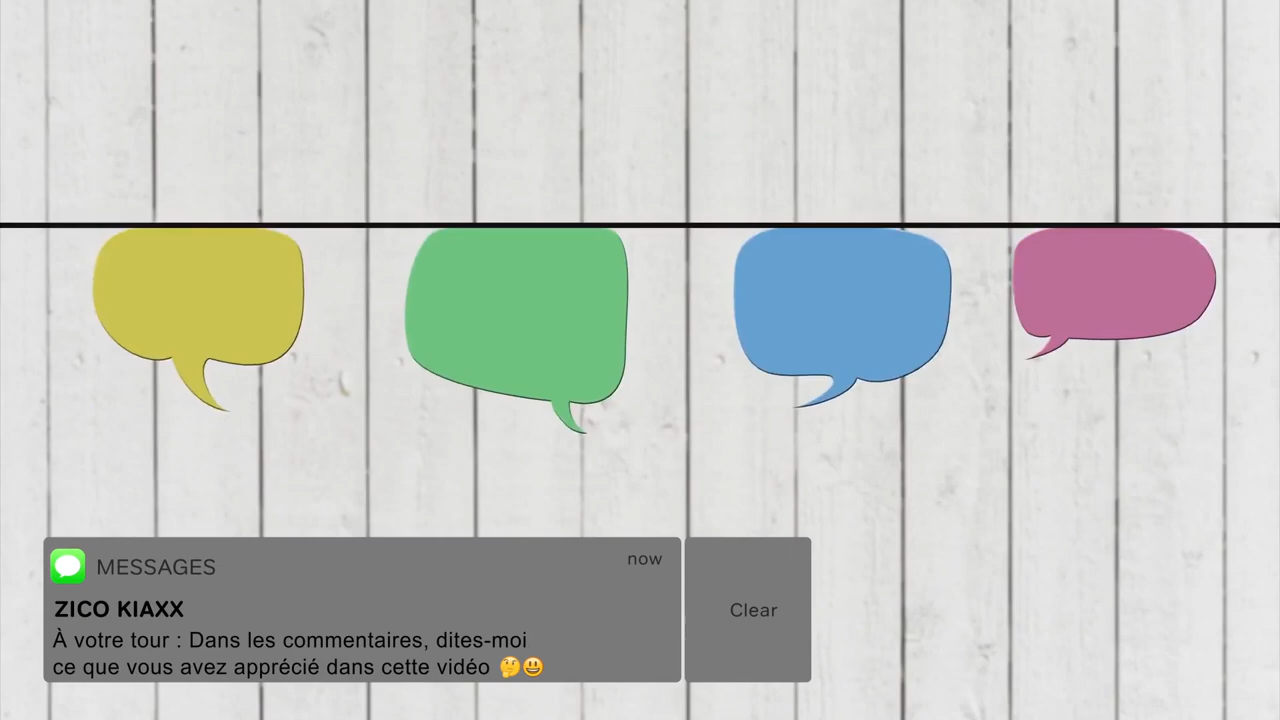 MESSAGES
now
ZICO KIAXX
Clear
À votre tour : Dans les commentaires, dites-moi
ce que vous avez apprécié dans cette vidéo 🤔😃